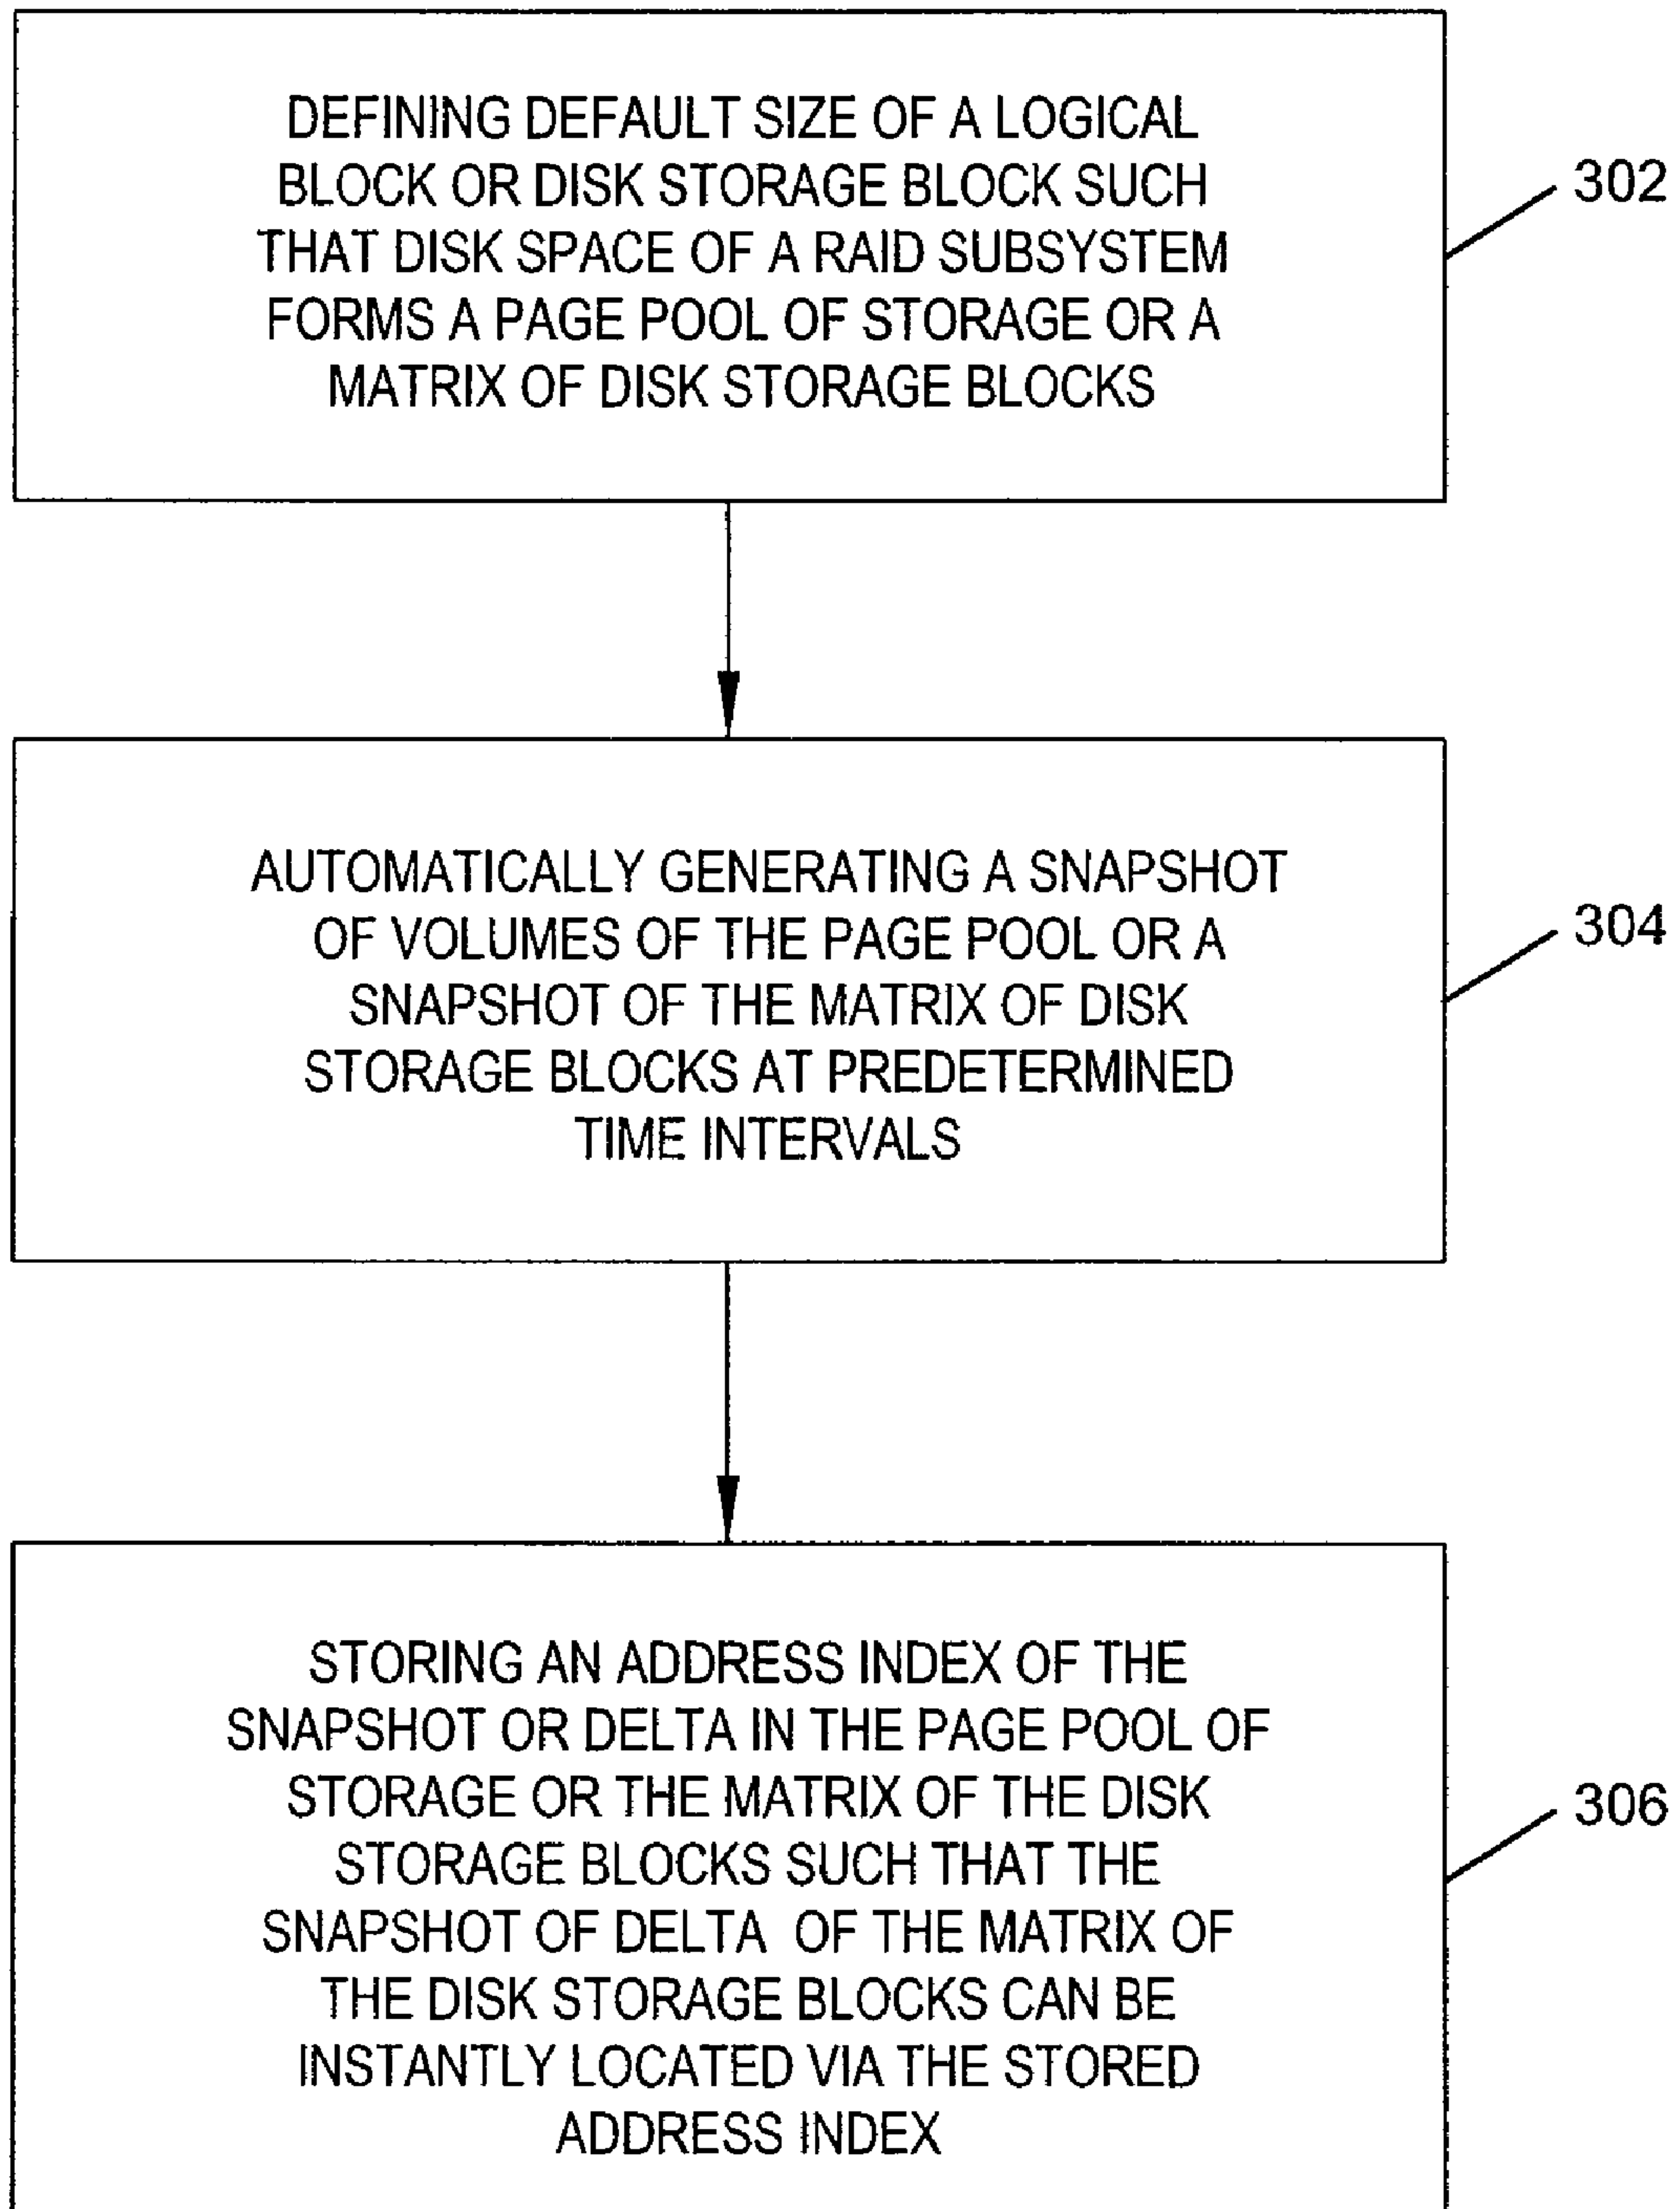 DEFINING DEFAULT SIZE OF A LOGICAL
BLOCK OR DISK STORAGE BLOCK SUCH
THAT DISK SPACE OF A RAID SUBSYSTEM
FORMS A PAGE POOL OF STORAGE OR A
MATRIX OF DISK STORAGE BLOCKS
302
AUTOMATICALLY GENERATING A SNAPSHOT
OF VOLUMES OF THE PAGE POOL OR A
SNAPSHOT OF THE MATRIX OF DISK
STORAGE BLOCKS AT PREDETERMINED
TIME INTERVALS
304
STORING AN ADDRESS INDEX OF THE
SNAPSHOT OR DELTA IN THE PAGE POOL OF
STORAGE OR THE MATRIX OF THE DISK
STORAGE BLOCKS SUCH THAT THE
SNAPSHOT OF DELTA OF THE MATRIX OF
THE DISK STORAGE BLOCKS CAN BE
INSTANTLY LOCATED VIA THE STORED
ADDRESS INDEX
306